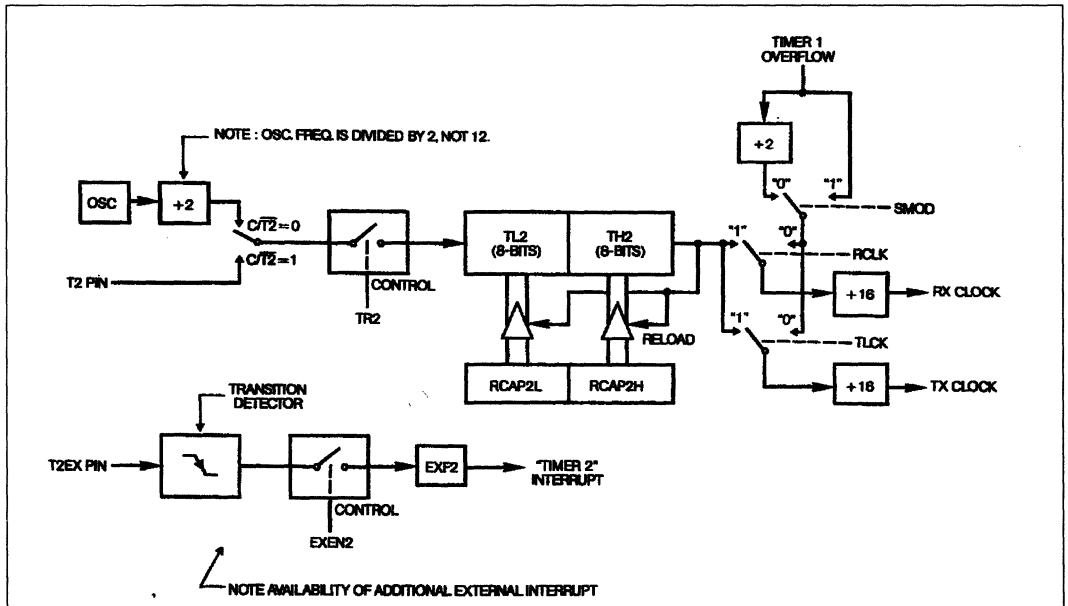 TIMER 1
OVERFLOW
NOTE : OSC. FREQ. IS DIVIDED BY 2, NOT 12.
÷2
"0"
"1"
SMOD
OSC
÷2
C/T2̅=0
C/T2̅=1
T2 PIN
CONTROL
TR2
TL2
(8-BITS)
TH2
(8-BITS)
"1"
"0"
RCLK
÷16
RX CLOCK
RELOAD
"1"
"0"
TLCK
RCAP2L
RCAP2H
÷16
TX CLOCK
TRANSITION
DETECTOR
T2EX PIN
CONTROL
EXEN2
EXF2
"TIMER 2"
INTERRUPT
NOTE AVAILABILITY OF ADDITIONAL EXTERNAL INTERRUPT